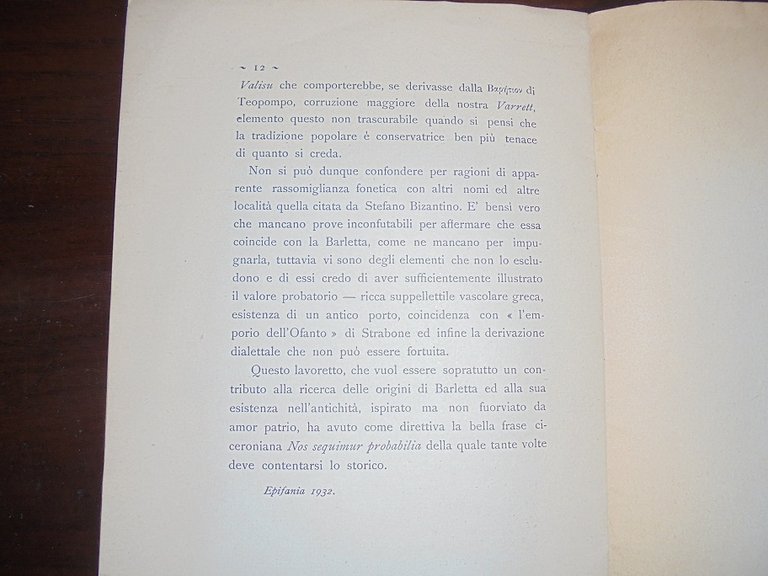 ~ 12 ~
Valisu che comporterebbe, se derivasse dalla di
Teopompo, corruzione maggiore della nostra Varrett,
elemento questo non trascurabile quando si pensi che
la tradizione popolare è conservatrice ben più tenace
di quanto si creda.
Non si può dunque confondere per ragioni di appa-
rente rassomiglianza fonetica con altri nomi ed altre
località quella citata da Stefano Bizantino. E' bensì vero
che mancano prove inconfutabili per affermare che essa
coincide con la Barletta, come ne mancano per impu-
gnarla, tuttavia vi sono degli elementi che non lo esclu-
dono e di essi credo di aver sufficientemente illustrato
il valore probatorio — ricca suppellettile vascolare greca,
esistenza di un antico porto, coincidenza con « l'em-
porio dell'Ofanto » di Strabone ed infine la derivazione
dialettale che non può essere fortuita.
Questo lavoretto, che vuol essere sopratutto un con-
tributo alla ricerca delle origini di Barletta ed alla sua
esistenza nell'antichità, ispirato ma non fuorviato da
amor patrio, ha avuto come direttiva la bella frase ci-
ceroniana Nos sequimur probabilia della quale tante volte
deve contentarsi lo storico.
Epifania 1932.